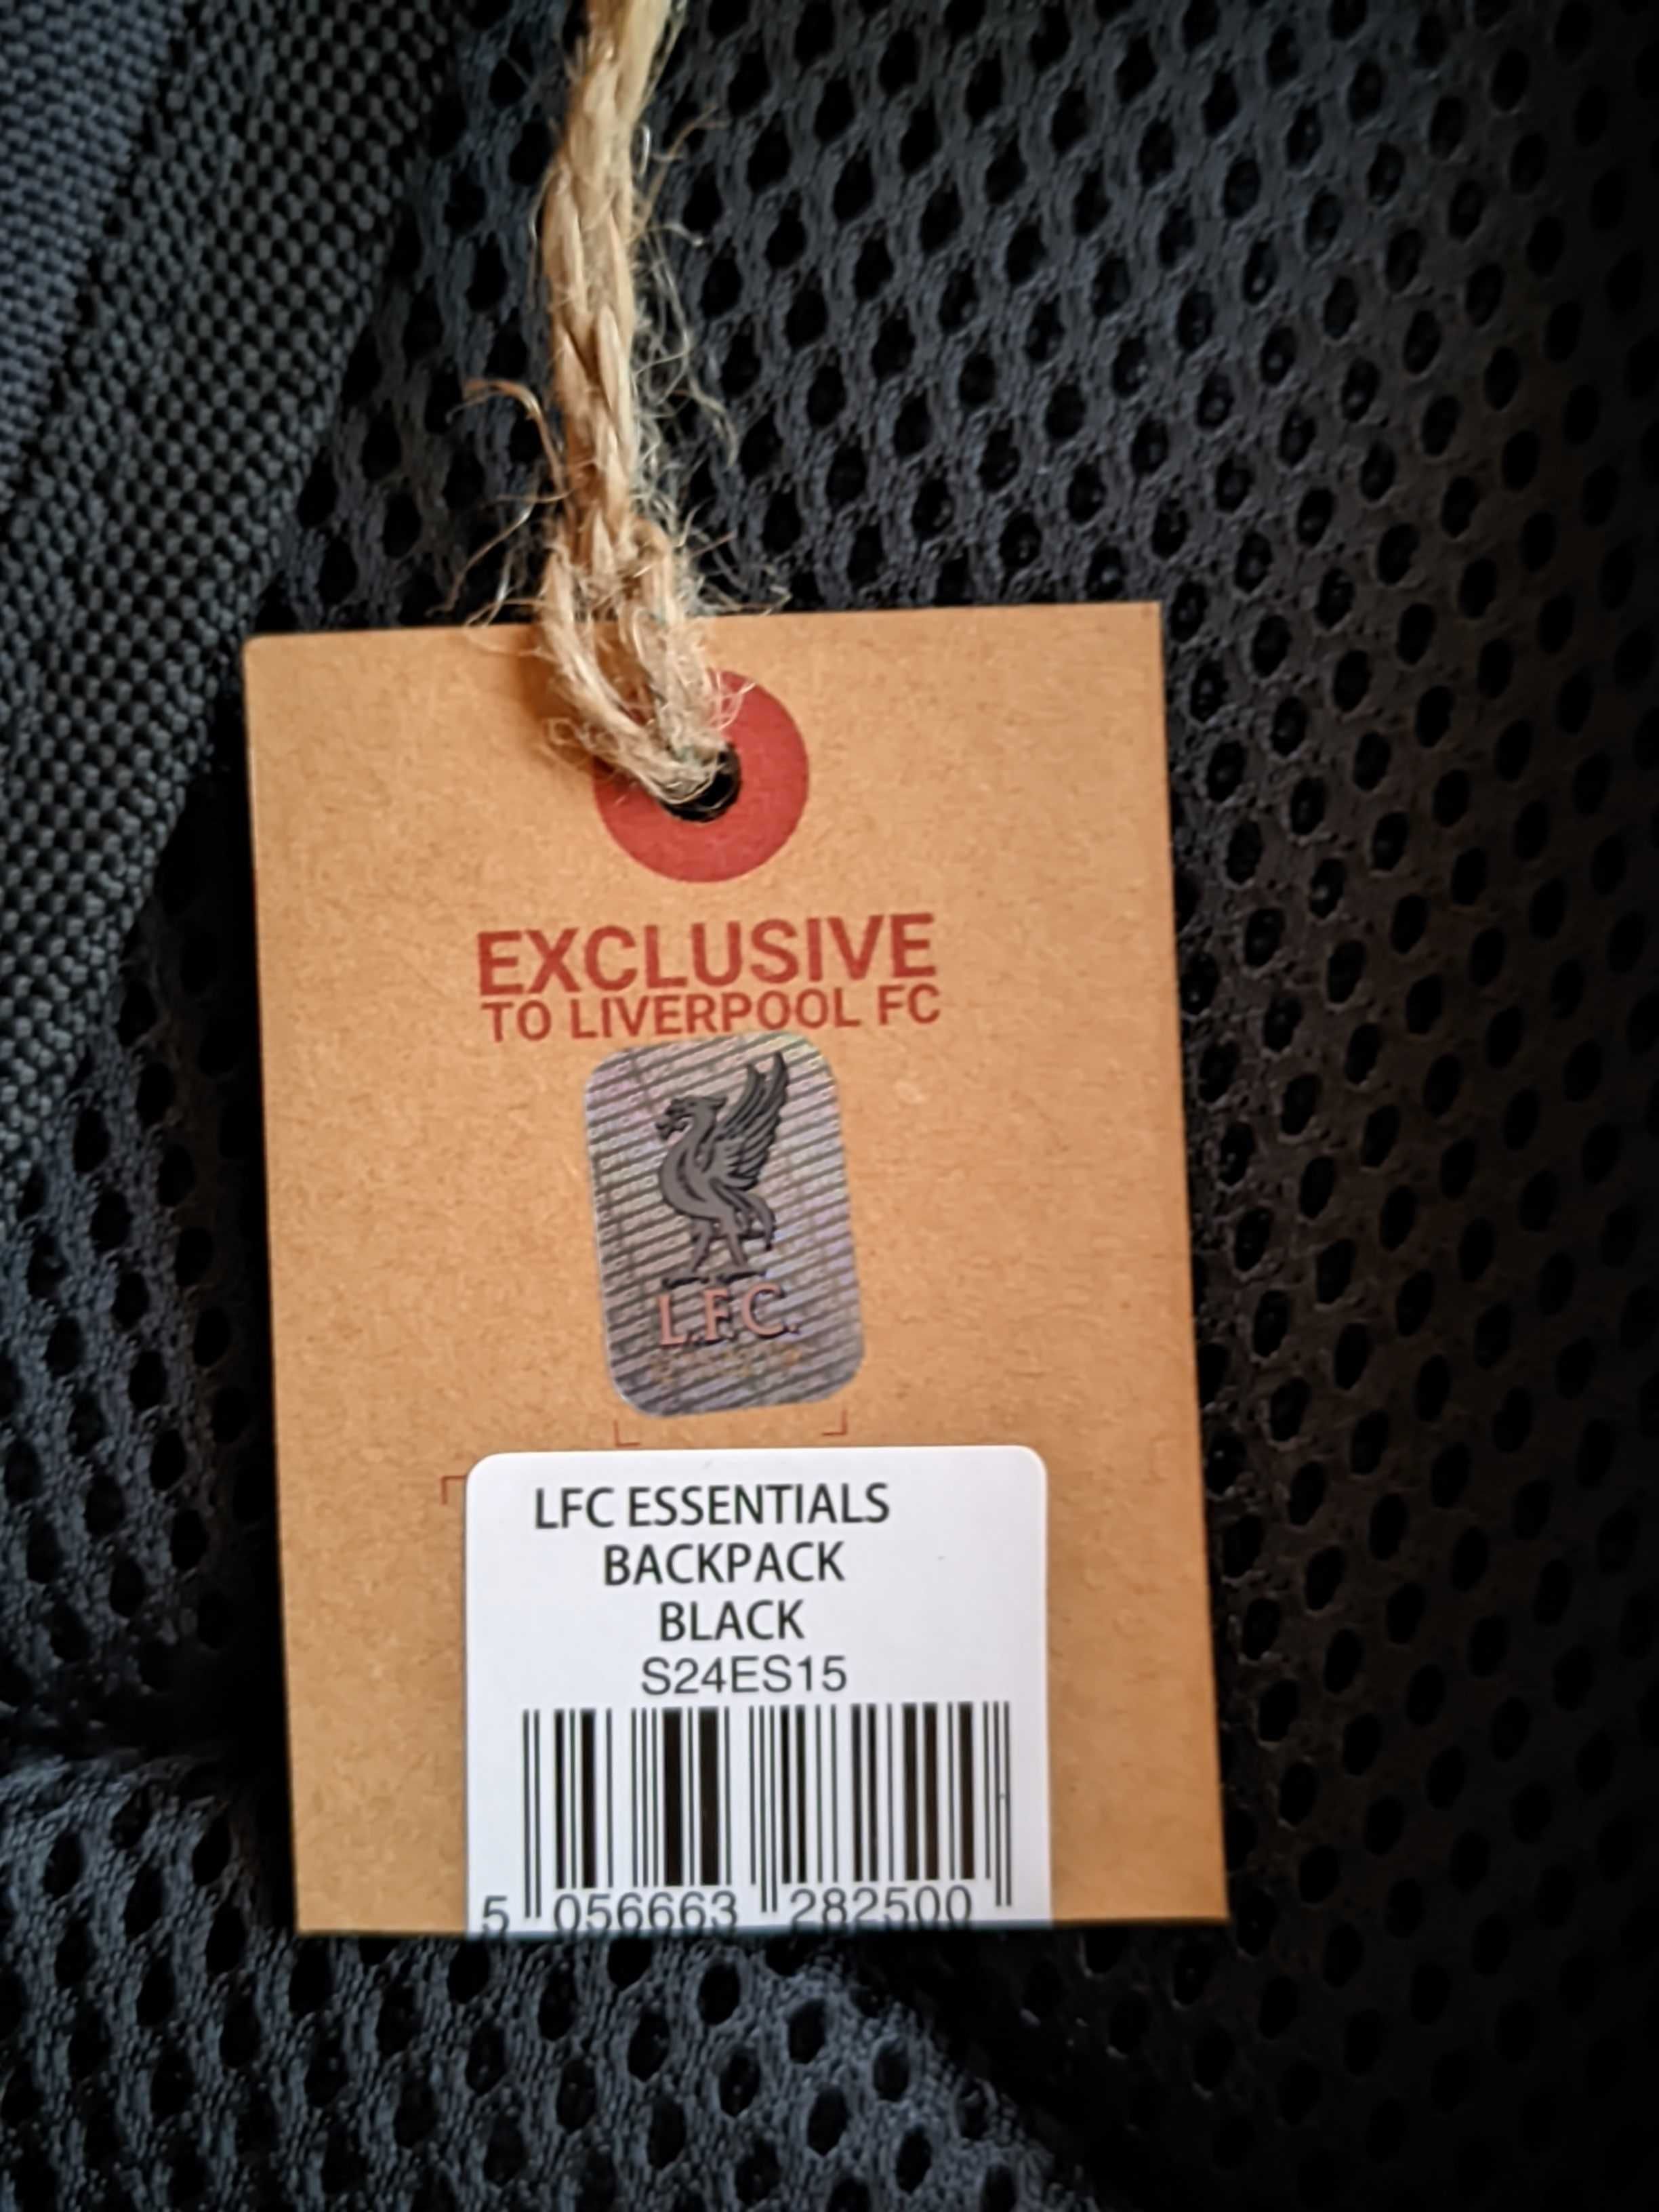 EXCLUSIVE
TO LIVERPOOL FC
L.F.C.
LFC ESSENTIALS
BACKPACK
BLACK
S24ES15
5 056663 282500